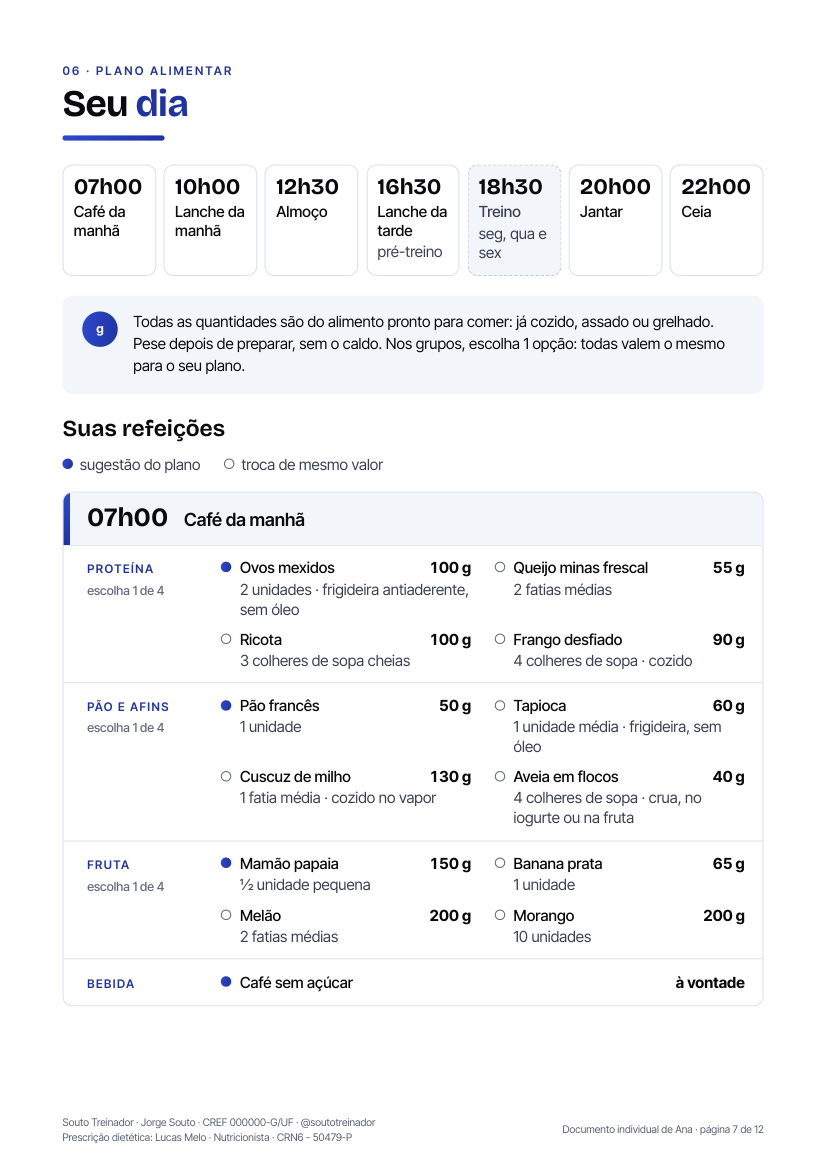 06 · PLANO ALIMENTAR
Seu dia
07h00
Café da
manhã
10h00
Lanche da
manhã
12h30
Almoço
16h30
Lanche da
tarde
pré-treino
18h30
Treino
seg, qua e
sex
20h00
Jantar
22h00
Ceia
g
Todas as quantidades são do alimento pronto para comer: já cozido, assado ou grelhado.
Pese depois de preparar, sem o caldo. Nos grupos, escolha 1 opção: todas valem o mesmo
para o seu plano.
Suas refeições
sugestão do plano
troca de mesmo valor
07h00 Café da manhã
PROTEÍNA
escolha 1 de 4
Ovos mexidos 100 g
2 unidades · frigideira antiaderente,
sem óleo
Queijo minas frescal 55 g
2 fatias médias
Ricota 100 g
3 colheres de sopa cheias
Frango desfiado 90 g
4 colheres de sopa · cozido
PÃO E AFINS
escolha 1 de 4
Pão francês 50 g
1 unidade
Tapioca 60 g
1 unidade média · frigideira, sem
óleo
Cuscuz de milho 130 g
1 fatia média · cozido no vapor
Aveia em flocos 40 g
4 colheres de sopa · crua, no
iogurte ou na fruta
FRUTA
escolha 1 de 4
Mamão papaia 150 g
½ unidade pequena
Banana prata 65 g
1 unidade
Melão 200 g
2 fatias médias
Morango 200 g
10 unidades
BEBIDA
Café sem açúcar à vontade
Souto Treinador · Jorge Souto · CREF 000000-G/UF · @soutotreinador
Prescrição dietética: Lucas Melo · Nutricionista · CRN6 - 50479-P
Documento individual de Ana · página 7 de 12